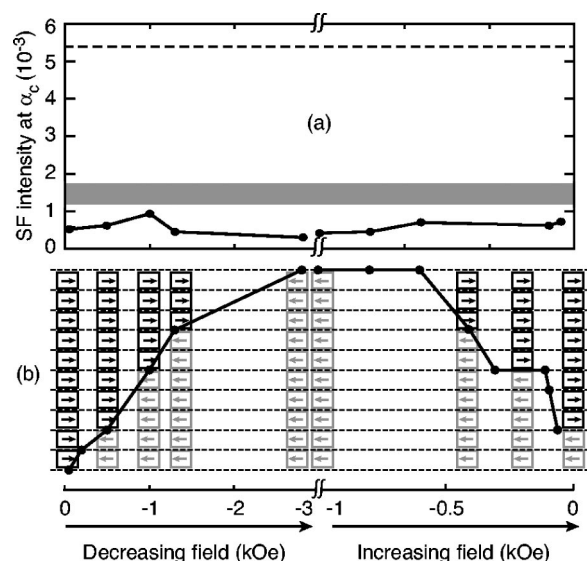 SF intensity at αc (10⁻³)
6
5
4
3
2
1
0
(a)
(b)
0 -1 -2 -3 -1 -0.5 0
Decreasing field (kOe) Increasing field (kOe)